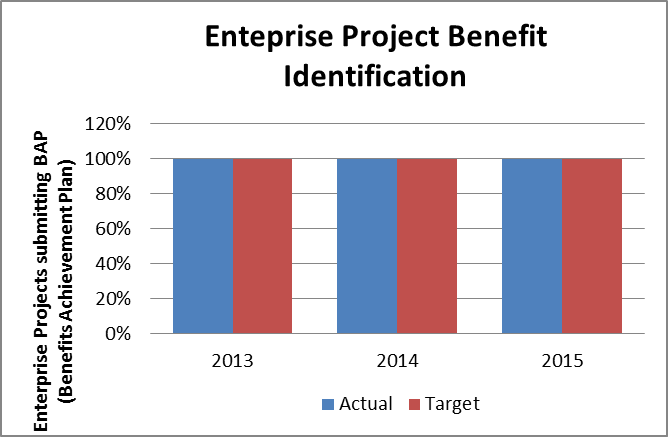 Enteprise Project Benefit
Identification
Enterprise Projects submitting BAP
(Benefits Achievement Plan)
120%
100%
80%
60%
40%
20%
0%
2013 2014 2015
Actual Target